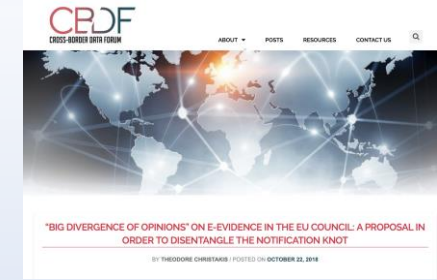 CBDF
CROSS-BORDER DATA FORUM
ABOUT POSTS RESOURCES CONTACT US
"BIG DIVERGENCE OF OPINIONS" ON E-EVIDENCE IN THE EU COUNCIL: A PROPOSAL IN
ORDER TO DISENTANGLE THE NOTIFICATION KNOT
BY THEODORE CHRISTAKIS / POSTED ON OCTOBER 22, 2018